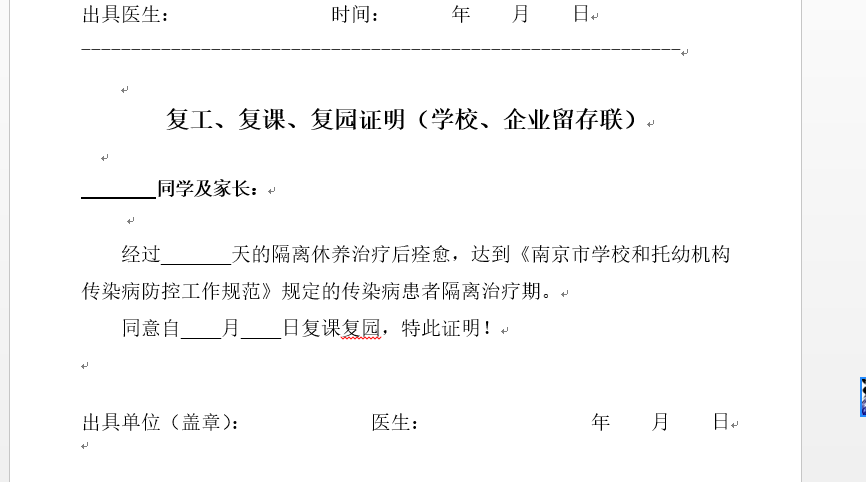 出具医生： 时间： 年 月 日
------------------------------------------------------------
复工、复课、复园证明（学校、企业留存联）
________同学及家长：
经过_______天的隔离休养治疗后痊愈，达到《南京市学校和托幼机构
传染病防控工作规范》规定的传染病患者隔离治疗期。
同意自____月____日复课复园，特此证明！
出具单位（盖章）： 医生： 年 月 日